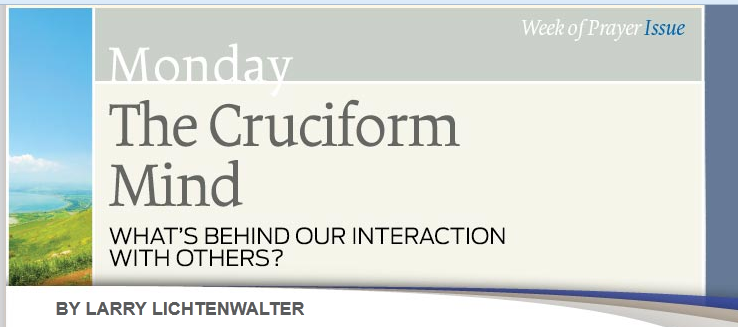 Week of Prayer Issue
Monday
The Cruciform
Mind
WHAT'S BEHIND OUR INTERACTION
WITH OTHERS?
BY LARRY LICHTENWALTER